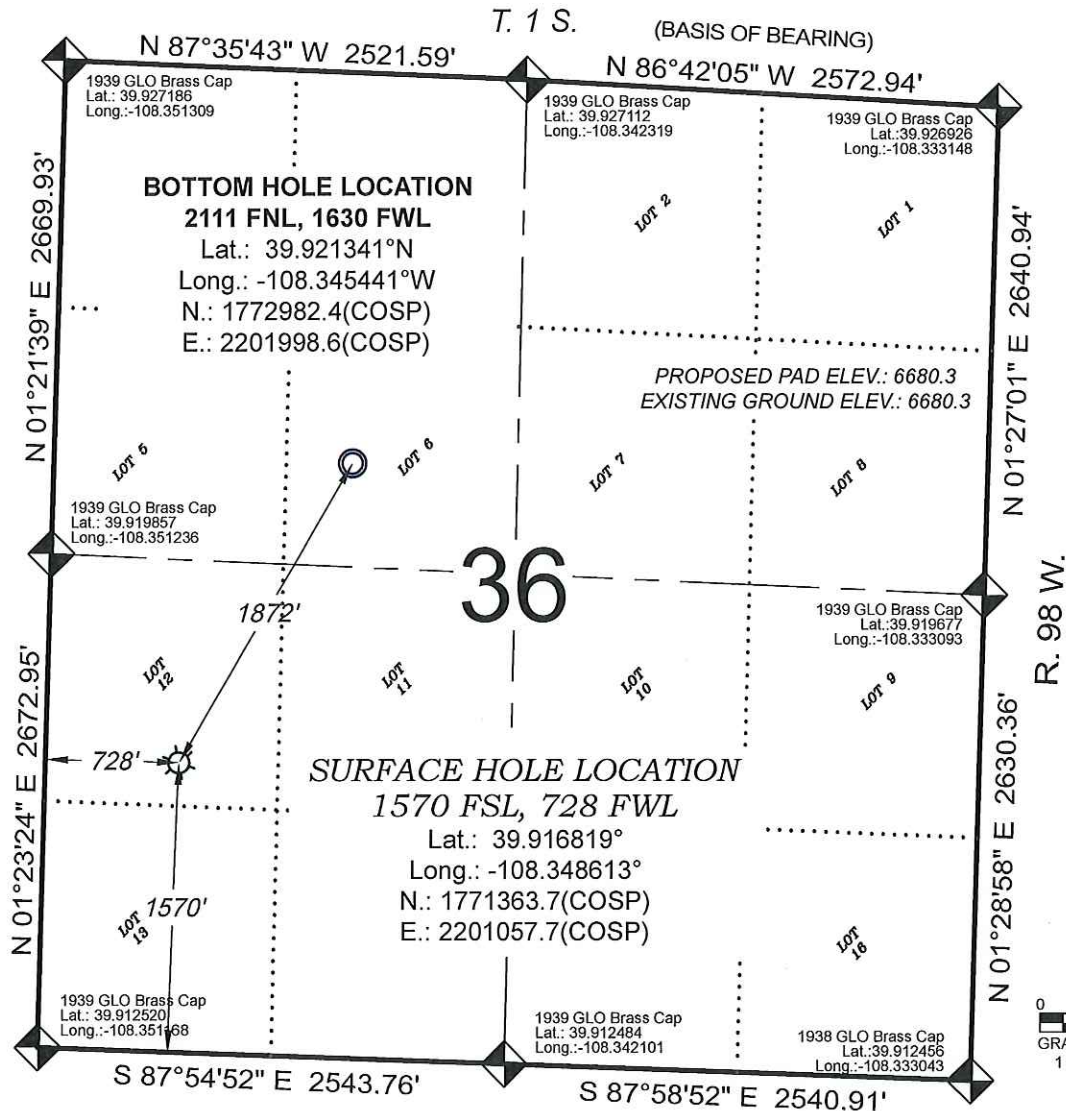 T. 1 S.
(BASIS OF BEARING)
N 87°35'43" W 2521.59'
N 86°42'05" W 2572.94'
1939 GLO Brass Cap
Lat.: 39.927186
Long.:-108.351309
1939 GLO Brass Cap
Lat.: 39.927112
Long.:-108.342319
1939 GLO Brass Cap
Lat.:39.926926
Long.:-108.333148
N 01°21'39" E 2669.93'
BOTTOM HOLE LOCATION
2111 FNL, 1630 FWL
Lat.: 39.921341°N
Long.: -108.345441°W
N.: 1772982.4(COSP)
E.: 2201998.6(COSP)
LOT 2
LOT 1
N 01°27'01" E 2640.94'
PROPOSED PAD ELEV.: 6680.3
EXISTING GROUND ELEV.: 6680.3
LOT 5
LOT 6
LOT 7
LOT 8
1939 GLO Brass Cap
Lat.: 39.919857
Long.:-108.351236
36
1872'
1939 GLO Brass Cap
Lat.:39.919677
Long.:-108.333093
R. 98 W.
LOT
12
LOT
11
LOT
10
LOT 9
N 01°23'24" E 2672.95'
728'
SURFACE HOLE LOCATION
1570 FSL, 728 FWL
Lat.: 39.916819°
Long.: -108.348613°
N.: 1771363.7(COSP)
E.: 2201057.7(COSP)
N 01°28'58" E 2630.36'
LOT
13
1570'
LOT
16
1939 GLO Brass Cap
Lat.: 39.912520
Long.:-108.351168
1939 GLO Brass Cap
Lat.: 39.912484
Long.:-108.342101
1938 GLO Brass Cap
Lat.:39.912456
Long.:-108.333043
0
GRA
1
S 87°54'52" E 2543.76'
S 87°58'52" E 2540.91'